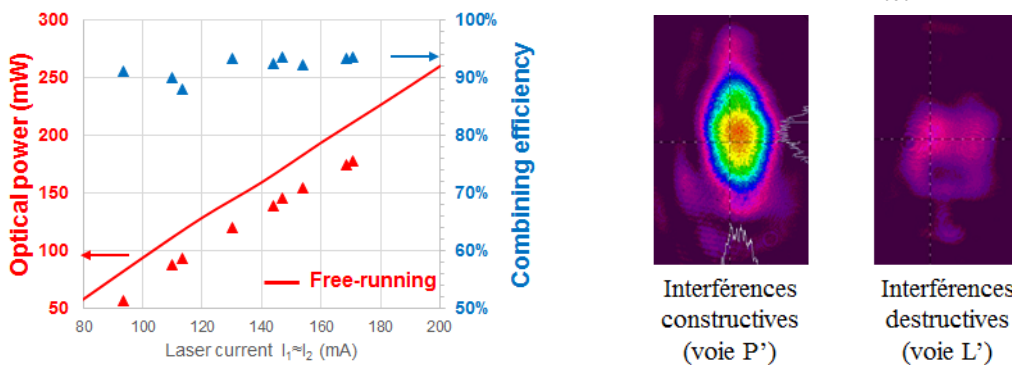 300
250
200
150
100
50
Optical power (mW)
100%
90%
80%
70%
60%
50%
Combining efficiency
Free-running
80
100
120
140
160
180
200
Laser current I₁≈I₂ (mA)
Interférences
constructives
(voie P')
Interférences
destructives
(voie L')